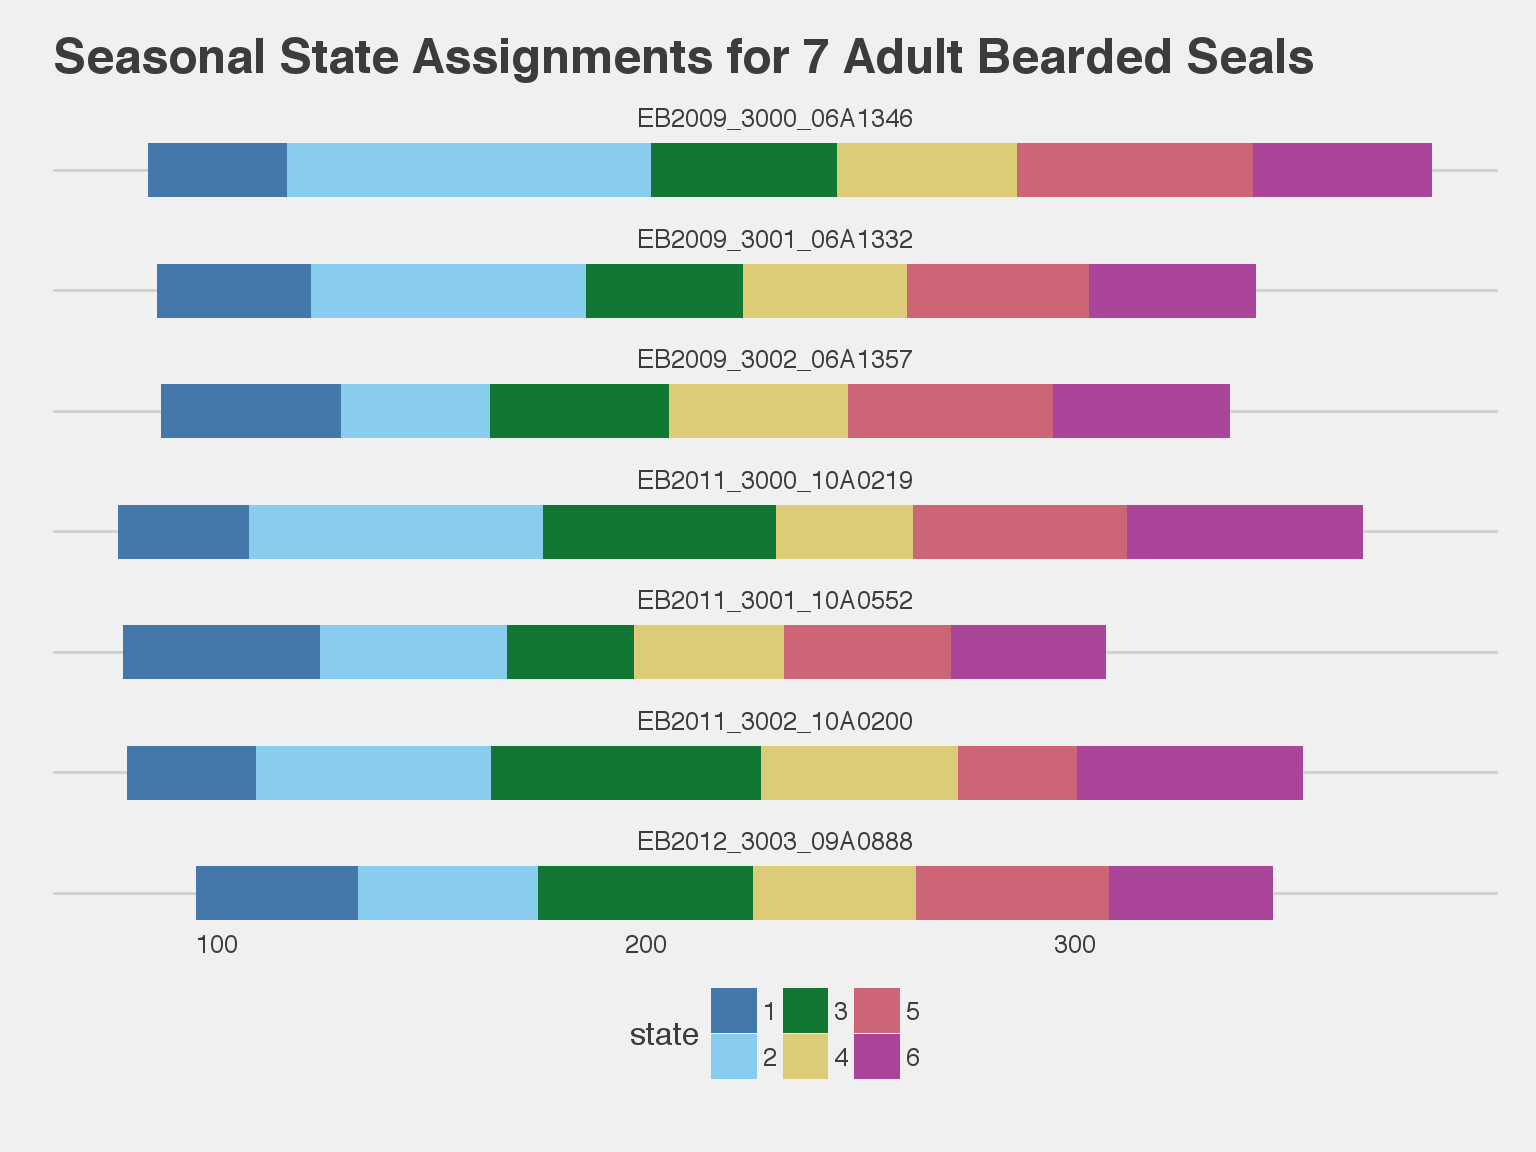 Seasonal State Assignments for 7 Adult Bearded Seals
EB2009_3000_06A1346
EB2009_3001_06A1332
EB2009_3002_06A1357
EB2011_3000_10A0219
EB2011_3001_10A0552
EB2011_3002_10A0200
EB2012_3003_09A0888
100 200 300
state
1 3 5
2 4 6